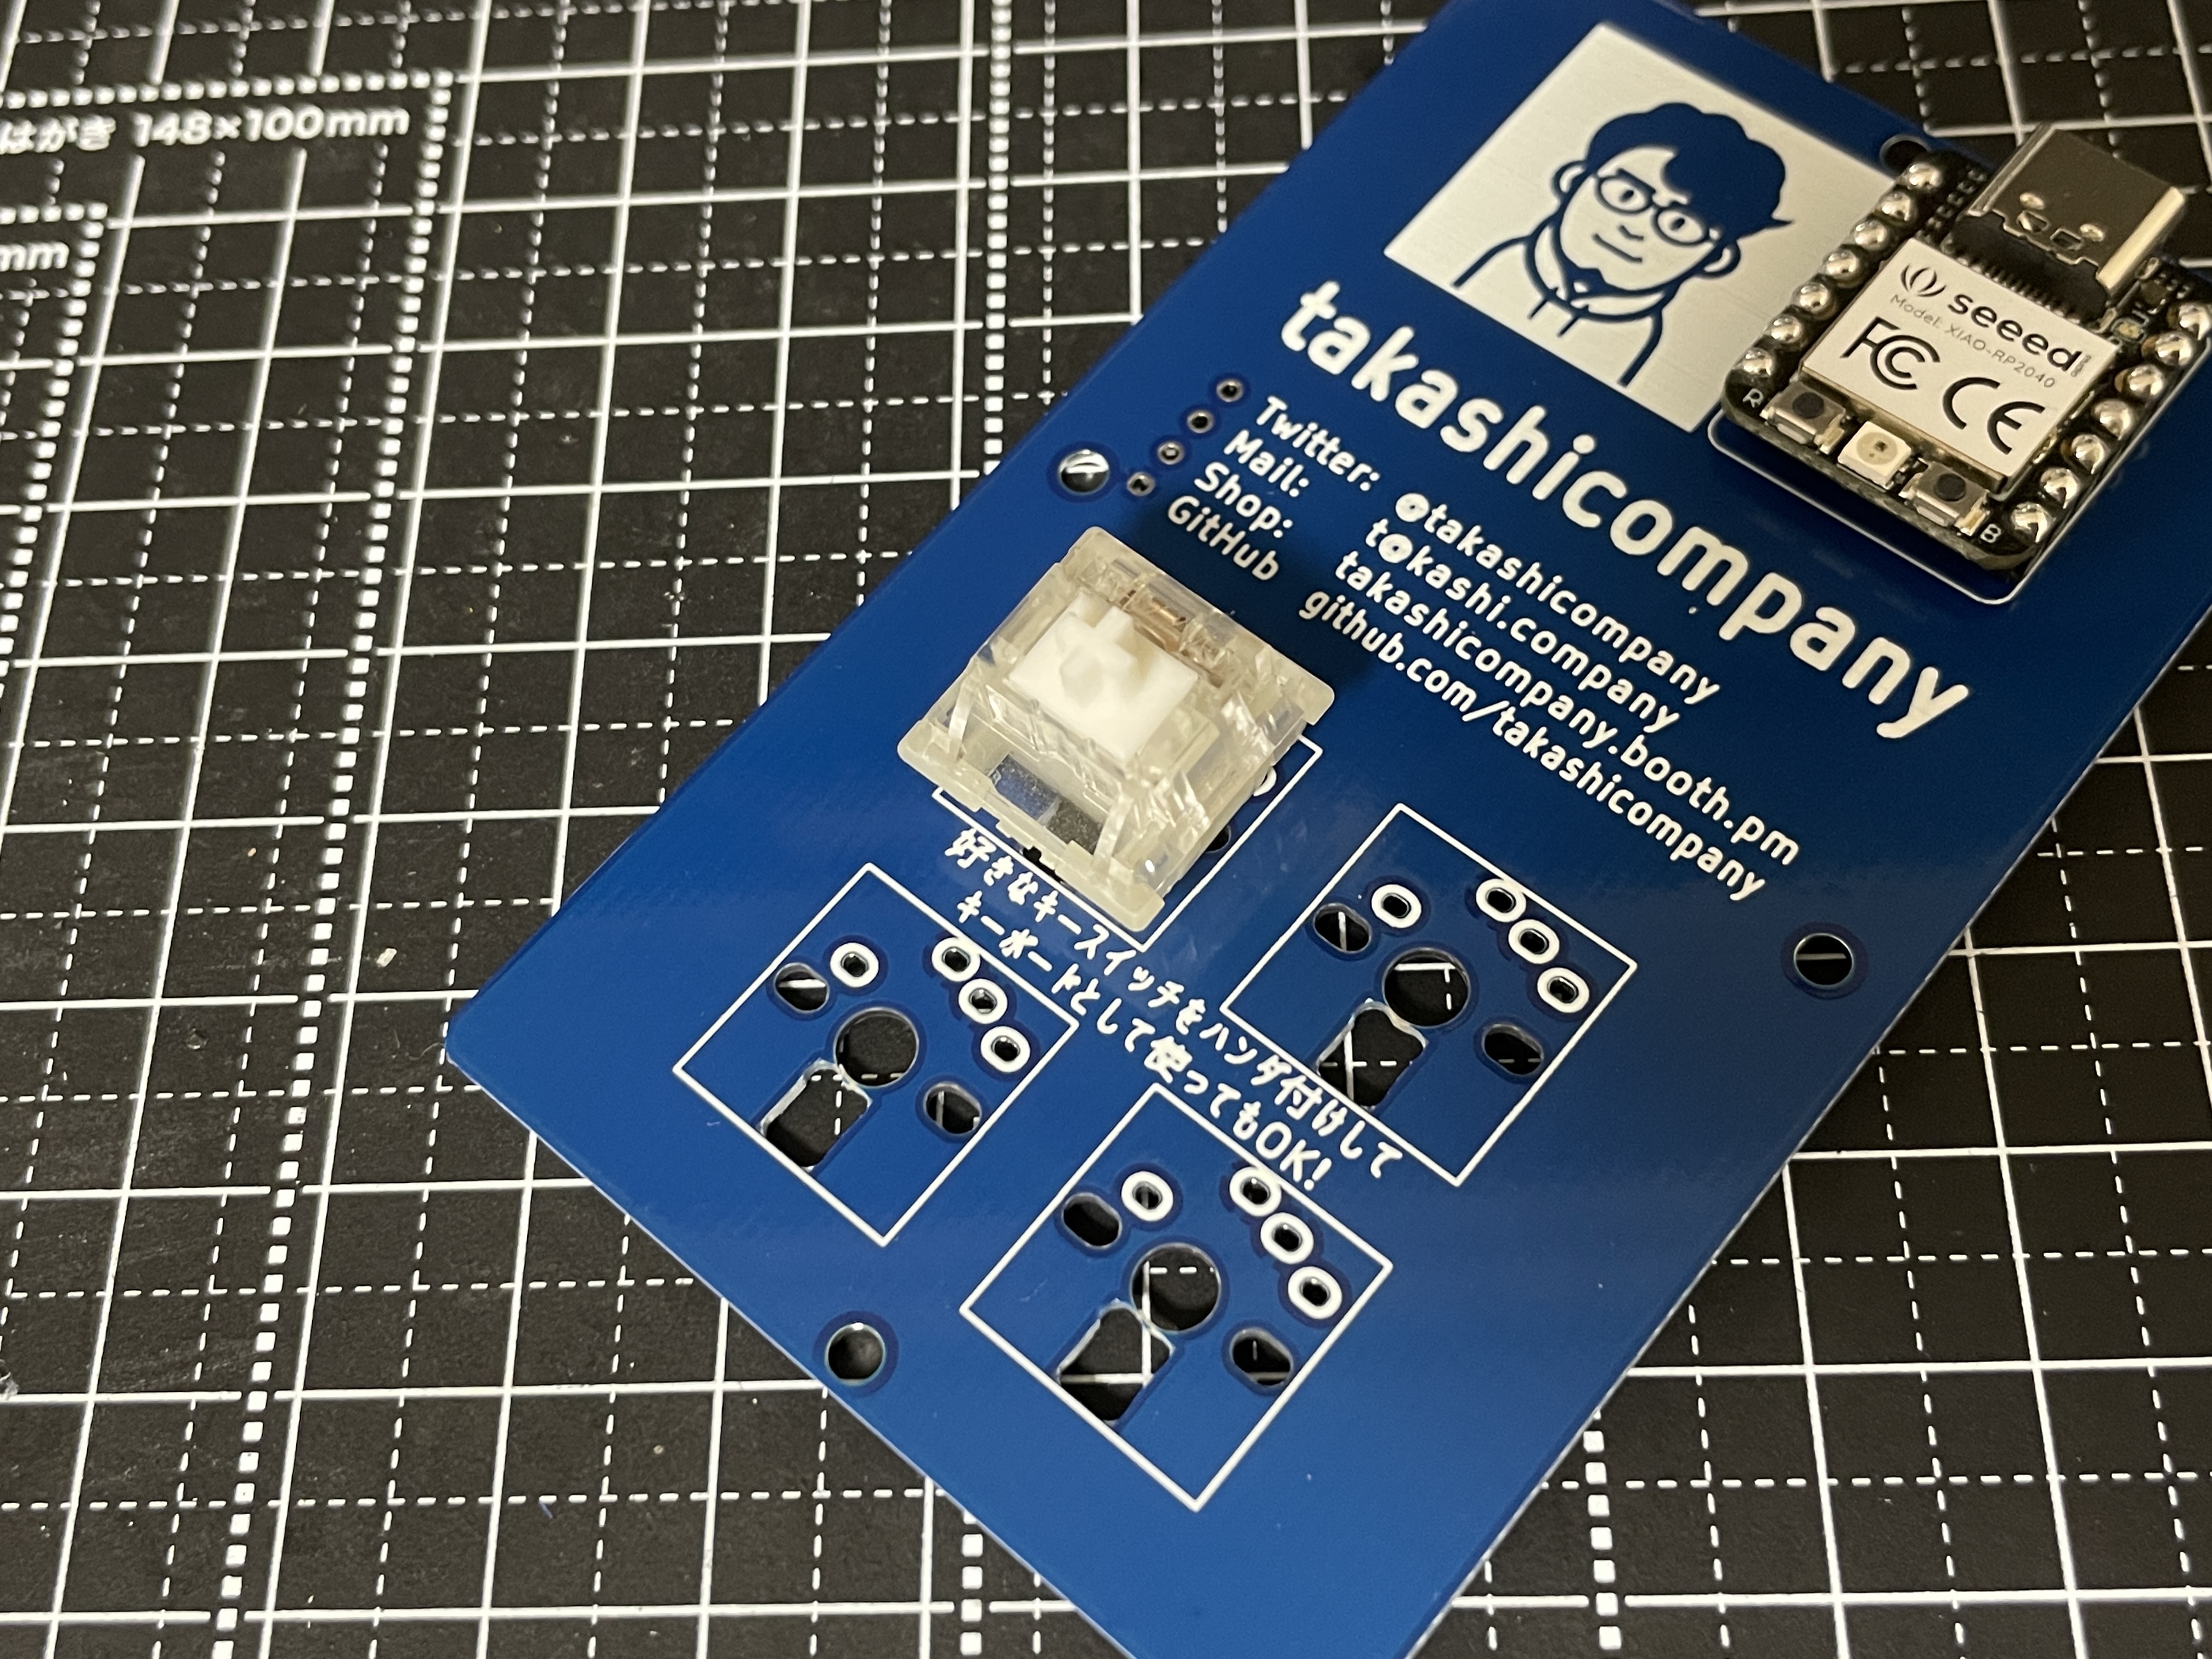 はがき 148×100mm
mm
takashicompany
Twitter: @takashicompany
Mail: t@kashi.company
Shop: takashicompany.booth.pm
GitHub github.com/takashicompany
seeed
Model: XIAO-RP2040
FCC CE
R
B
好きなキースイッチをハンダ付けして
キーボードとして使ってもOK!